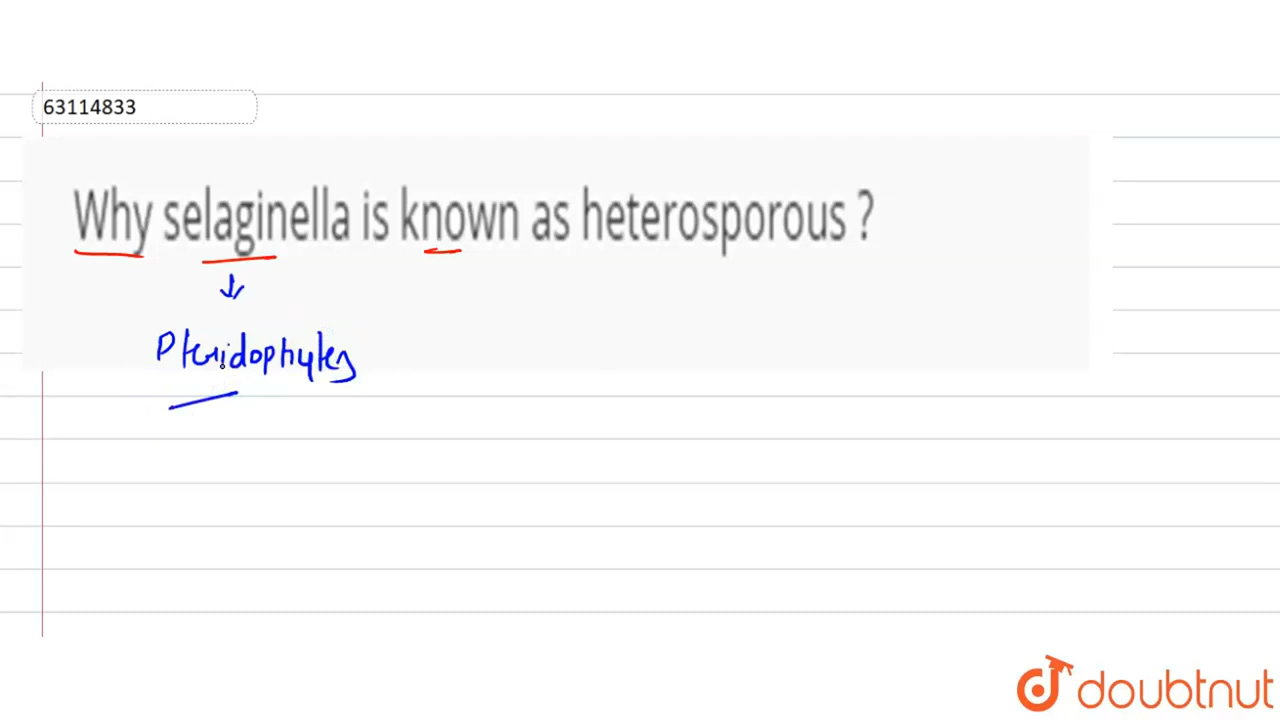 63114833
Why selaginella is known as heterosporous ?
Pteridophytes
doubtnut